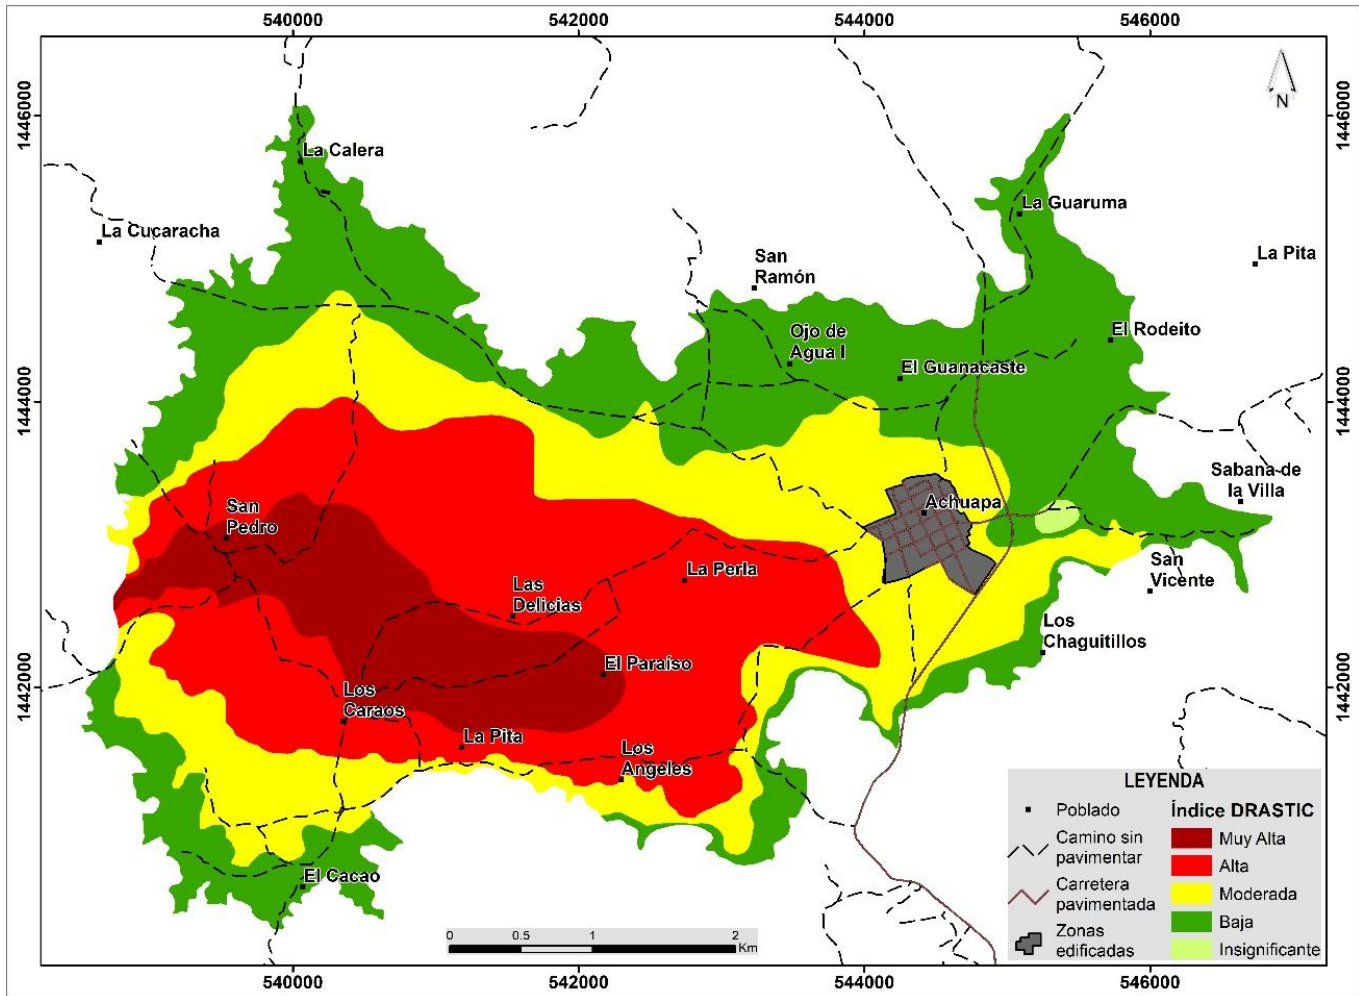 540000
542000
544000
546000
1446000
1446000
N
La Calera
La Cucaracha
La Guaruma
La Pita
San
Ramón
Ojo de
Agua I
El Rodeito
El Guanacaste
1444000
1444000
Sabana de
la Villa
San
Pedro
Achuapa
San
Vicente
La Perla
Las
Delicias
Los
Chaguitillos
El Paraíso
1442000
1442000
Los
Caraos
La Pita
Los
Angeles
El Cacao
LEYENDA
Poblado
Camino sin
pavimentar
Carretera
pavimentada
Zonas
edificadas
Índice DRASTIC
Muy Alta
Alta
Moderada
Baja
Insignificante
0
0.5
1
2
Km
540000
542000
544000
546000